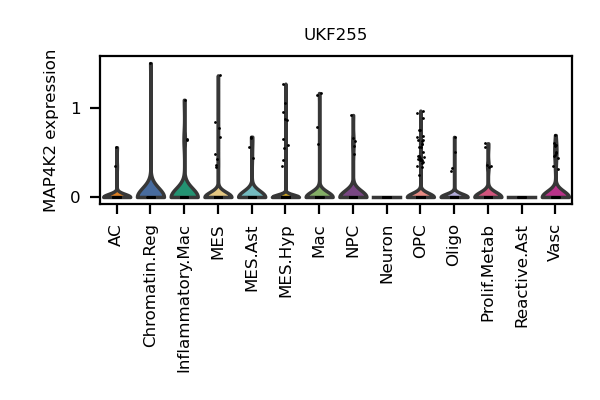 UKF255
MAP4K2 expression
1
0
AC
Chromatin.Reg
Inflammatory.Mac
MES
MES.Ast
MES.Hyp
Mac
NPC
Neuron
OPC
Oligo
Prolif.Metab
Reactive.Ast
Vasc